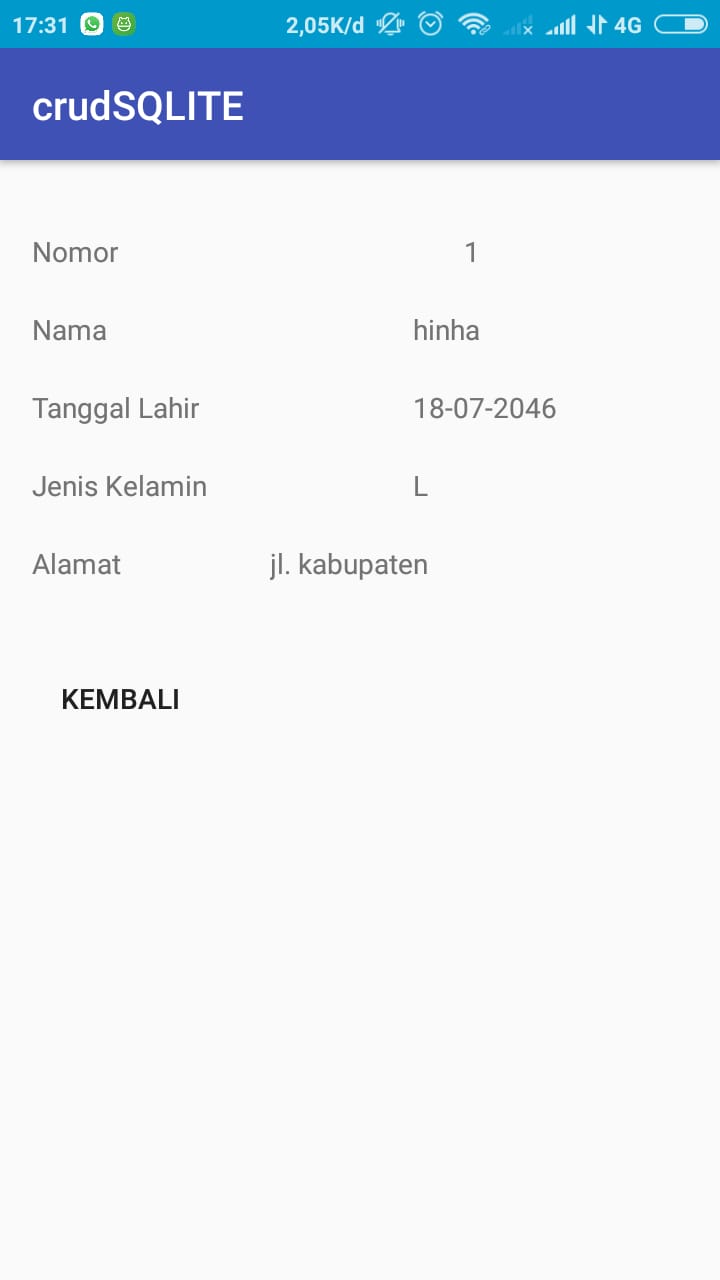 17:31 2,05K/d 4G
crudSQLITE
Nomor 1
Nama hinha
Tanggal Lahir 18-07-2046
Jenis Kelamin L
Alamat jl. kabupaten
KEMBALI